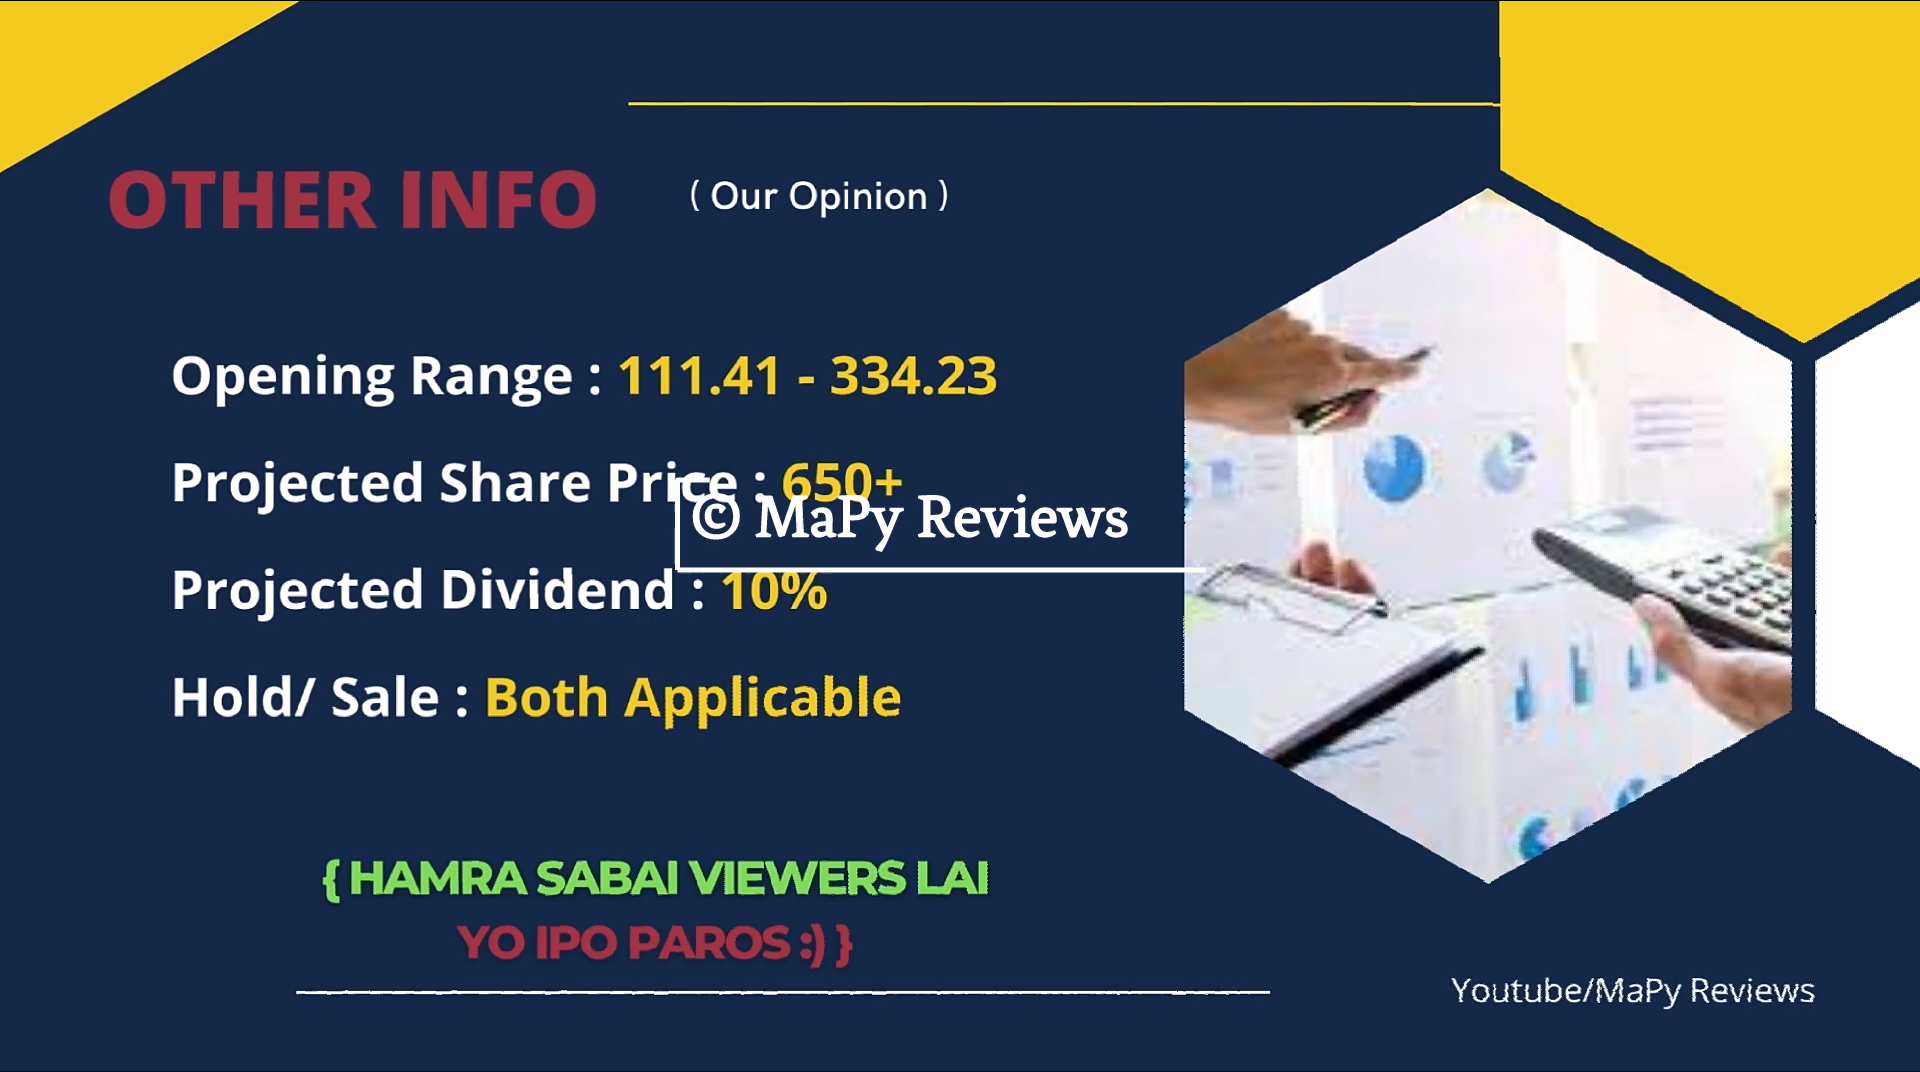 OTHER INFO ( Our Opinion )
Opening Range : 111.41 - 334.23
Projected Share Price : 650+
© MaPy Reviews
Projected Dividend : 10%
Hold/ Sale : Both Applicable
{ HAMRA SABAI VIEWERS LAI
YO IPO PAROS :) }
Youtube/MaPy Reviews